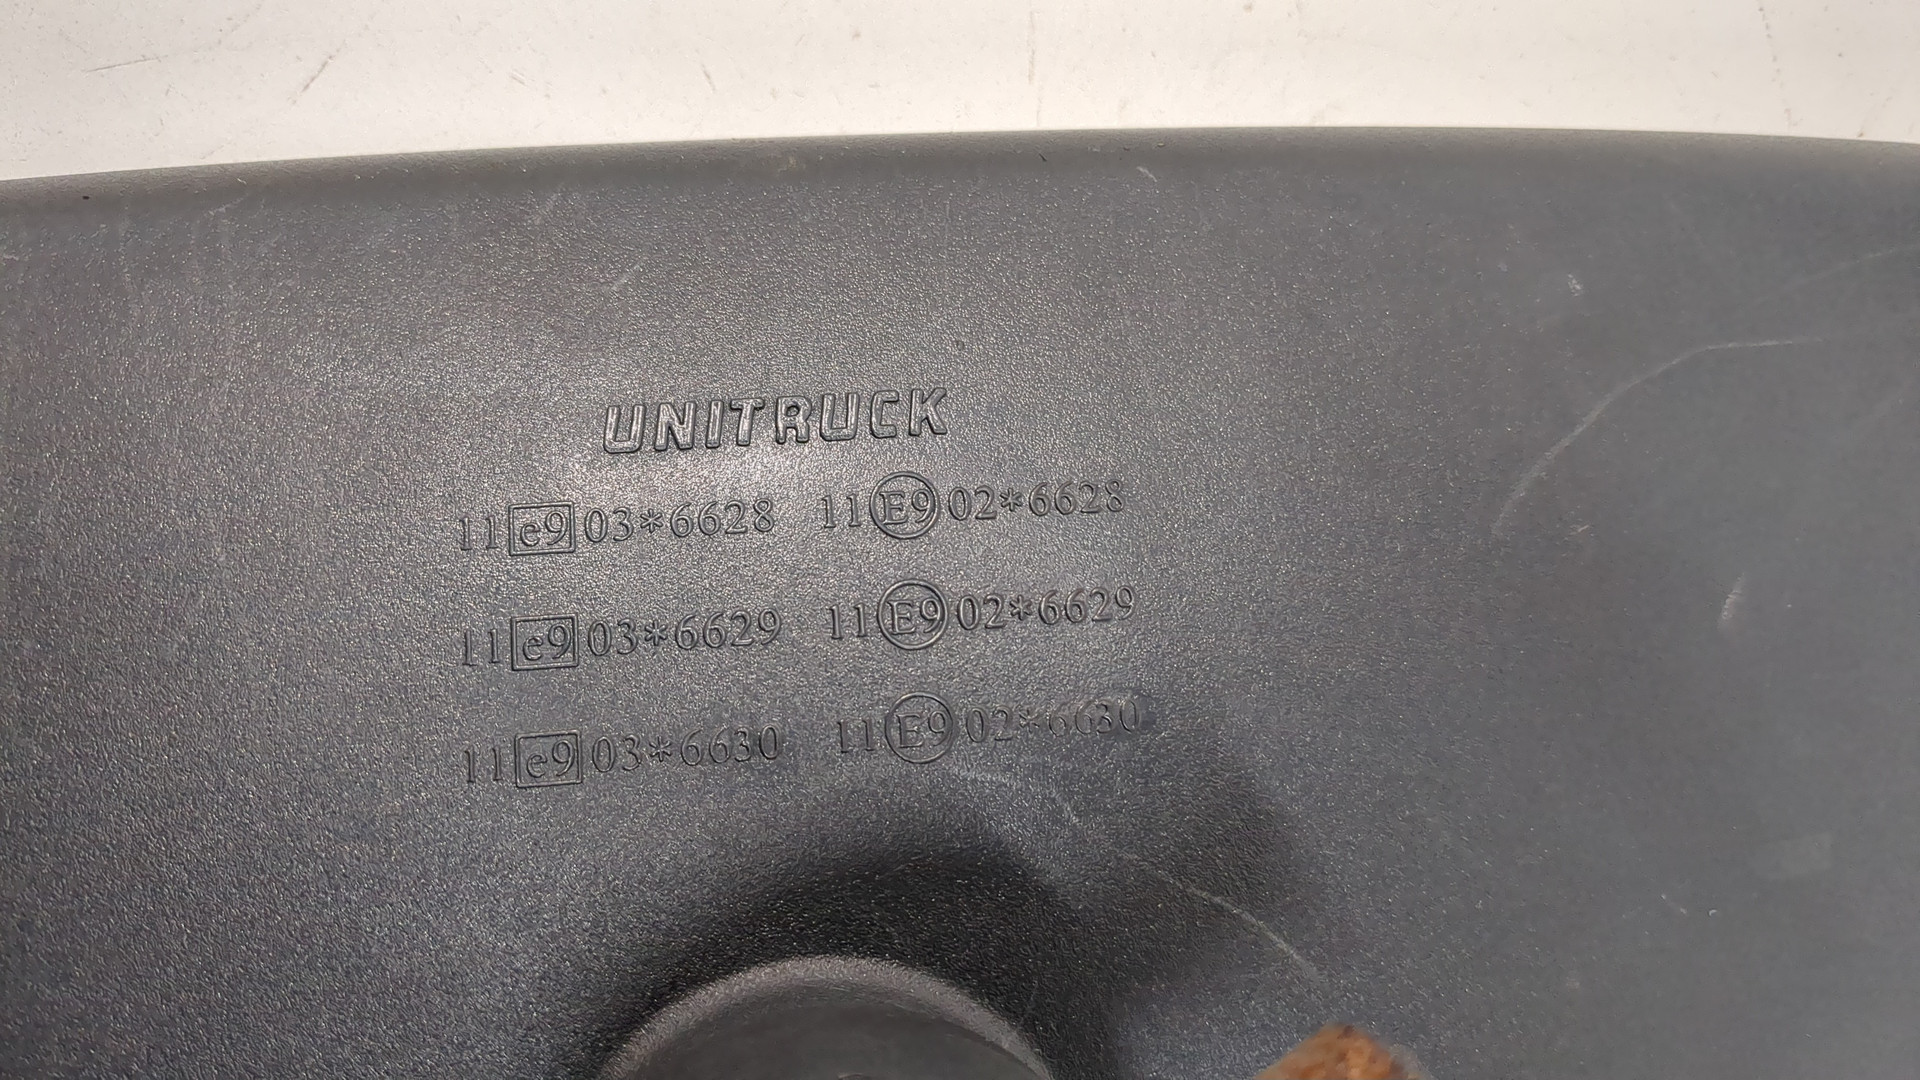 UNITRUCK
11 e9 03*6628 11 E9 02*6628
11 e9 03*6629 11 E9 02*6629
11 e9 03*6630 11 E9 02*6630